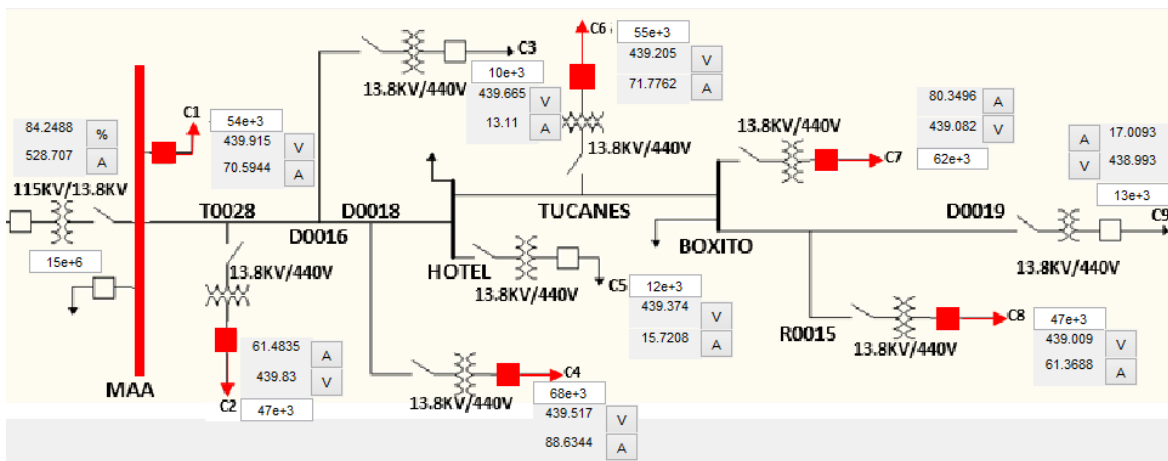 C6
55e+3
439.205 V
71.7762 A
C3
10e+3
439.665 V
13.11 A
13.8KV/440V
13.8KV/440V
C1
54e+3
439.915 V
70.5944 A
84.2488 %
528.707 A
115KV/13.8KV
15e+6
MAA
T0028
D0016
D0018
13.8KV/440V
61.4835 A
439.83 V
C2
47e+3
HOTEL
13.8KV/440V
C5
12e+3
439.374 V
15.7208 A
13.8KV/440V
C4
68e+3
439.517 V
88.6344 A
TUCANES
BOXITO
13.8KV/440V
C7
80.3496 A
439.082 V
62e+3
D0019
A 17.0093
V 438.993
13e+3
C9
13.8KV/440V
R0015
13.8KV/440V
C8
47e+3
439.009 V
61.3688 A